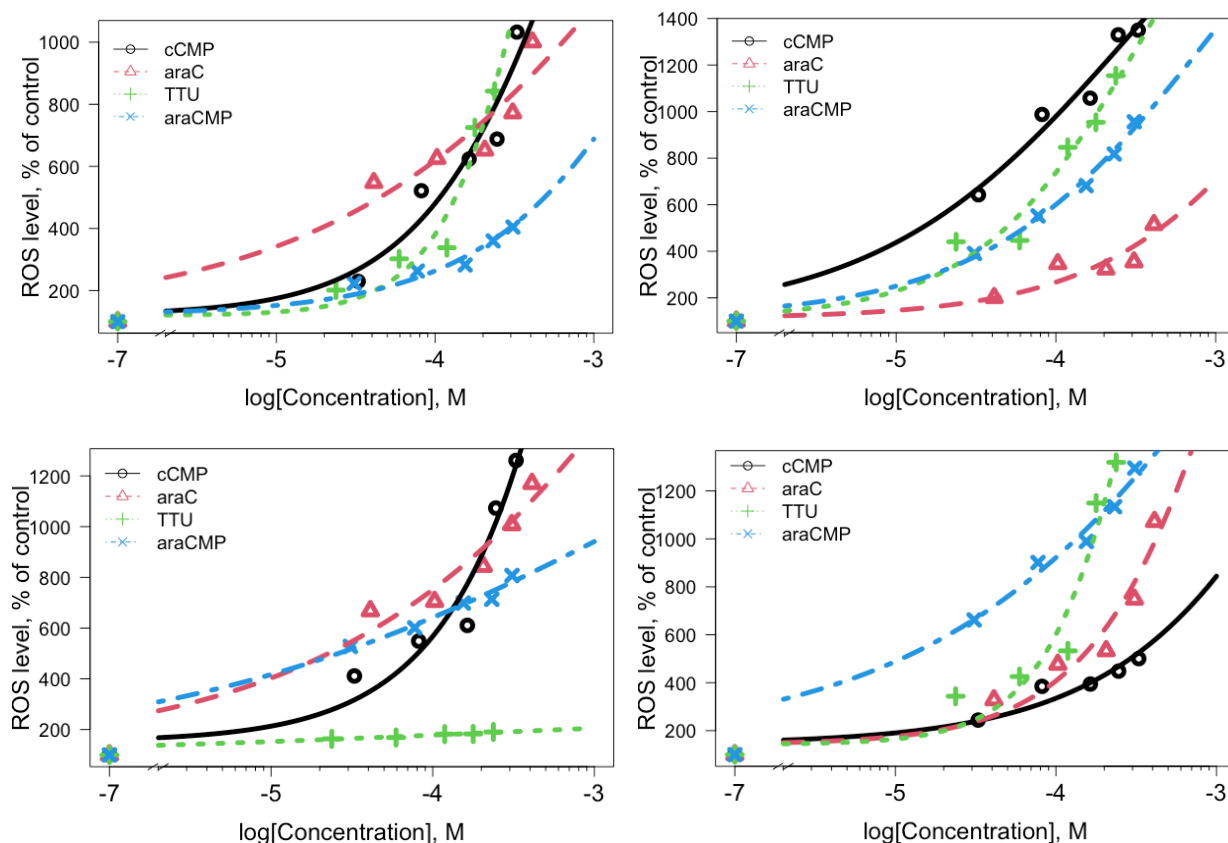 ROS level, % of control
1000
800
600
400
200
cCMP
araC
TTU
araCMP
-7
-5
-4
-3
log[Concentration], M
ROS level, % of control
1400
1200
1000
800
600
400
200
cCMP
araC
TTU
araCMP
-7
-5
-4
-3
log[Concentration], M
ROS level, % of control
1200
1000
800
600
400
200
cCMP
araC
TTU
araCMP
-7
-5
-4
-3
log[Concentration], M
ROS level, % of control
1200
1000
800
600
400
200
cCMP
araC
TTU
araCMP
-7
-5
-4
-3
log[Concentration], M